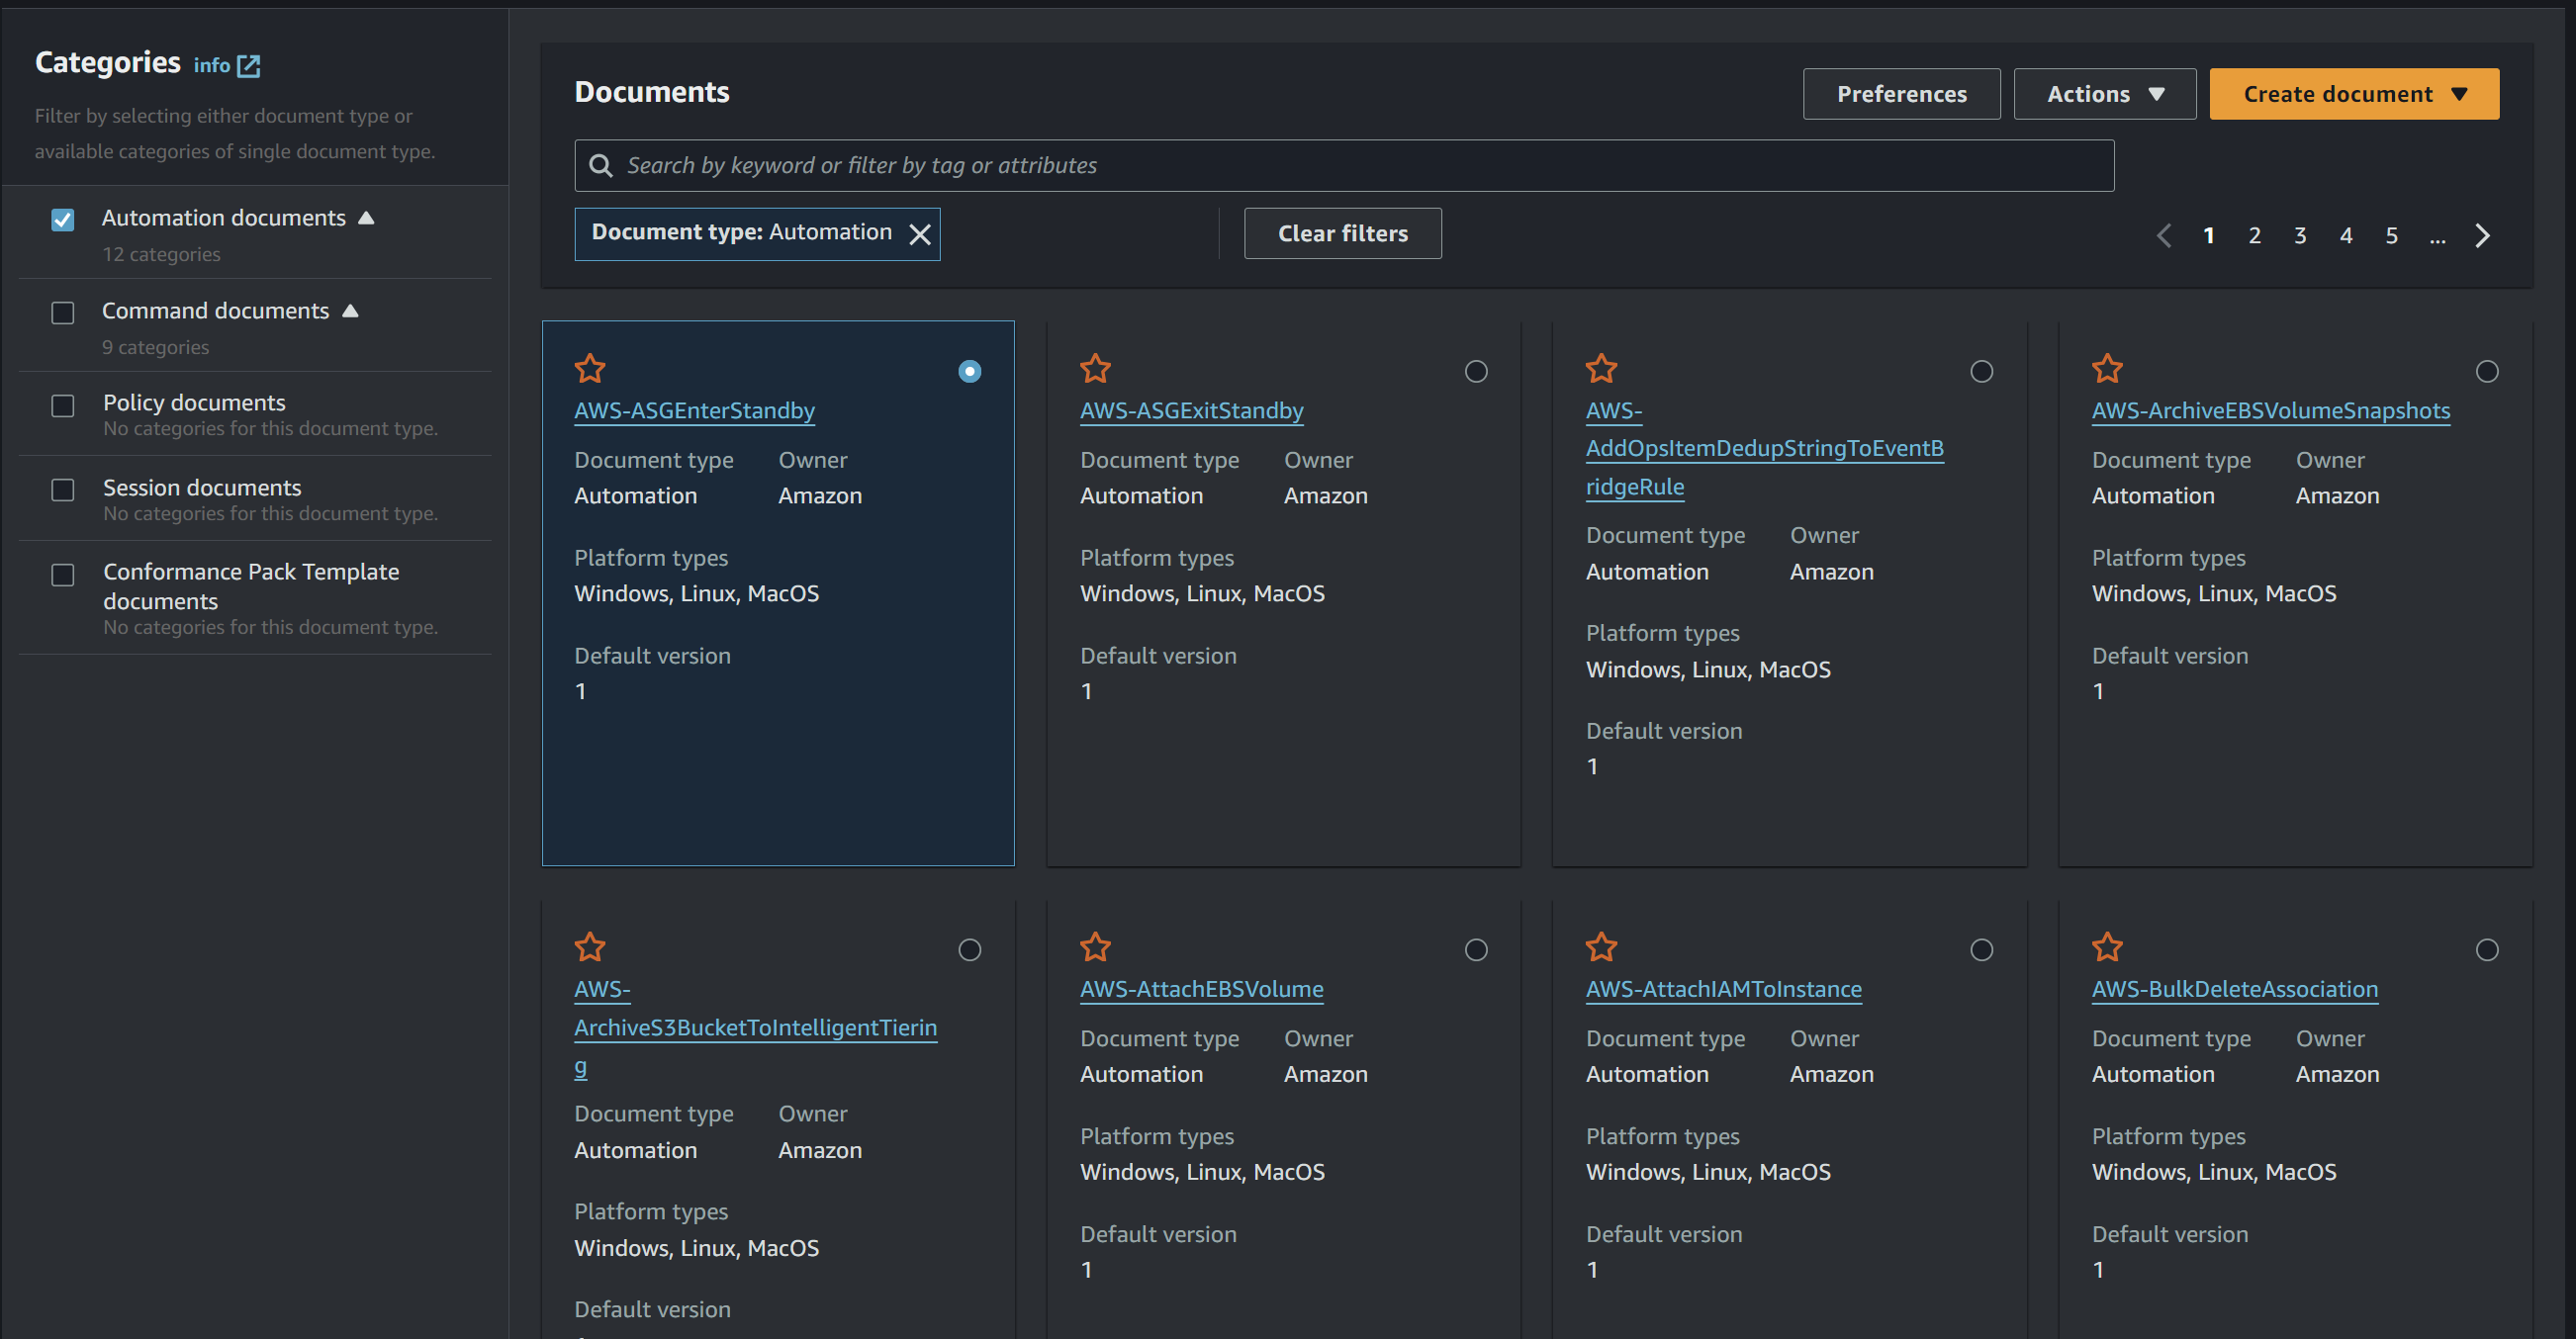 Categories info
Filter by selecting either document type or
available categories of single document type.
Automation documents
12 categories
Command documents
9 categories
Policy documents
No categories for this document type.
Session documents
No categories for this document type.
Conformance Pack Template
documents
No categories for this document type.
Documents
Preferences
Actions
Create document
Search by keyword or filter by tag or attributes
Document type: Automation
Clear filters
1 2 3 4 5 ...
AWS-ASGEnterStandby
Document type Owner
Automation Amazon
Platform types
Windows, Linux, MacOS
Default version
1
AWS-ASGExitStandby
Document type Owner
Automation Amazon
Platform types
Windows, Linux, MacOS
Default version
1
AWS-
AddOpsItemDedupStringToEventB
ridgeRule
Document type Owner
Automation Amazon
Platform types
Windows, Linux, MacOS
Default version
1
AWS-ArchiveEBSVolumeSnapshots
Document type Owner
Automation Amazon
Platform types
Windows, Linux, MacOS
Default version
1
AWS-
ArchiveS3BucketToIntelligentTierin
g
Document type Owner
Automation Amazon
Platform types
Windows, Linux, MacOS
Default version
AWS-AttachEBSVolume
Document type Owner
Automation Amazon
Platform types
Windows, Linux, MacOS
Default version
1
AWS-AttachIAMToInstance
Document type Owner
Automation Amazon
Platform types
Windows, Linux, MacOS
Default version
1
AWS-BulkDeleteAssociation
Document type Owner
Automation Amazon
Platform types
Windows, Linux, MacOS
Default version
1